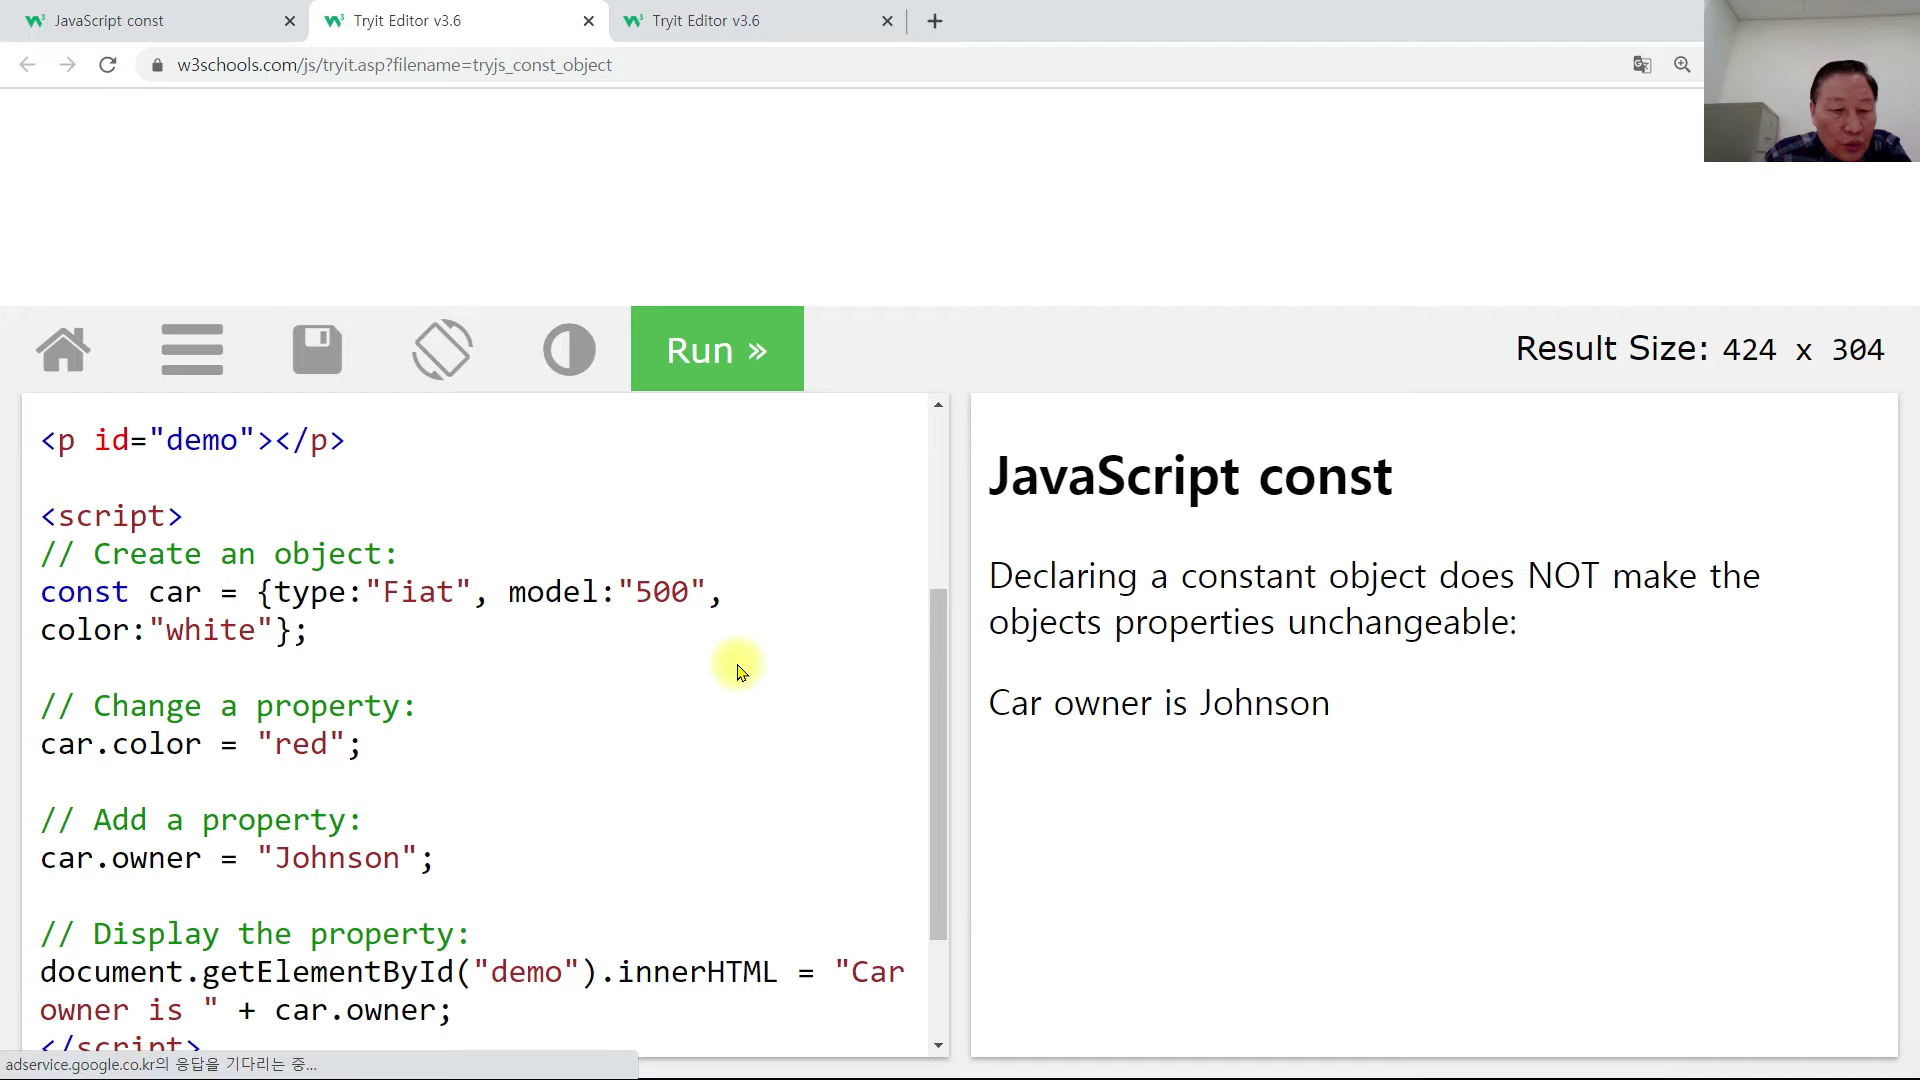 JavaScript const
Tryit Editor v3.6
Tryit Editor v3.6
w3schools.com/js/tryit.asp?filename=tryjs_const_object
Run »
Result Size: 424 x 304
<p id="demo"></p>
<script>
// Create an object:
const car = {type:"Fiat", model:"500",
color:"white"};
// Change a property:
car.color = "red";
// Add a property:
car.owner = "Johnson";
// Display the property:
document.getElementById("demo").innerHTML = "Car
owner is " + car.owner;
</script>
JavaScript const
Declaring a constant object does NOT make the
objects properties unchangeable:
Car owner is Johnson
adservice.google.co.kr의 응답을 기다리는 중...